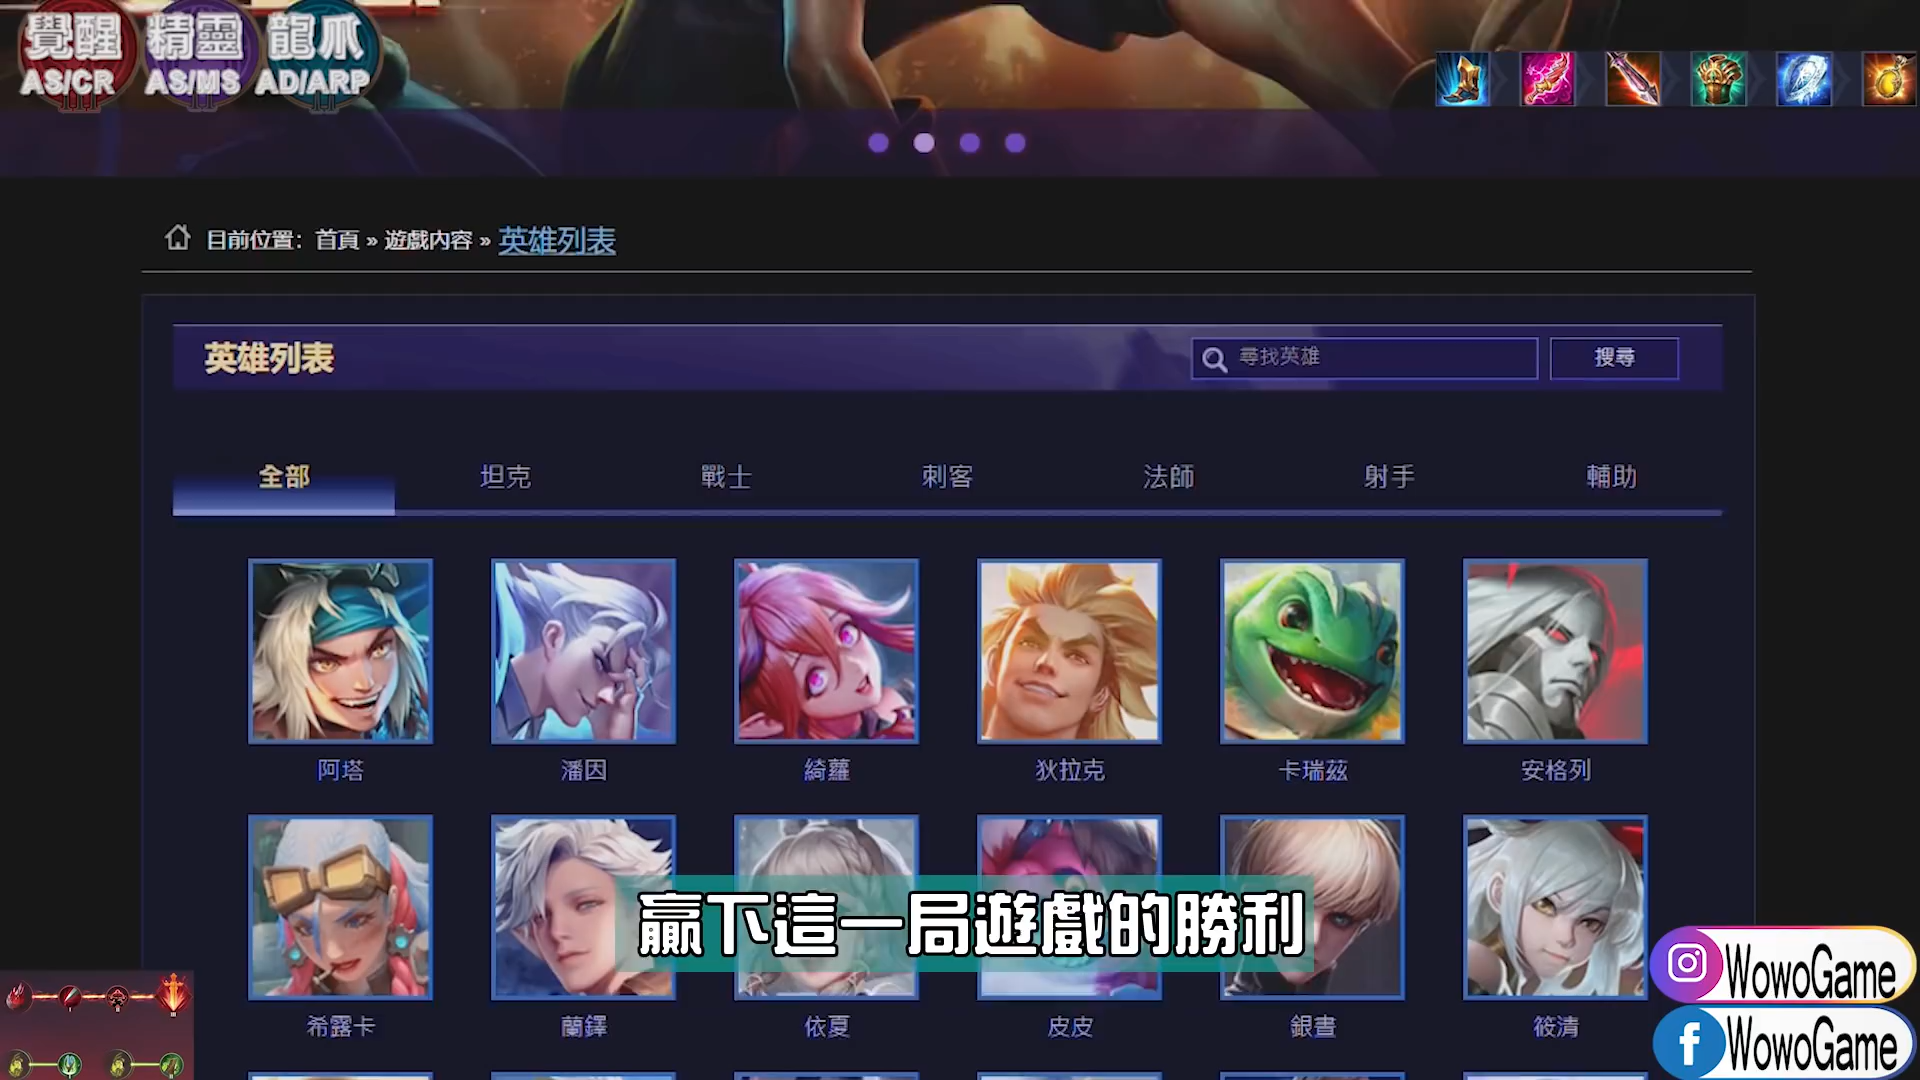 覺醒 精靈 龍爪
AS/CR AS/MS AD/ARP
目前位置: 首頁 » 遊戲內容 » 英雄列表
英雄列表
尋找英雄
搜尋
全部 坦克 戰士 刺客 法師 射手 輔助
阿塔 潘因 綺蘿 狄拉克 卡瑞茲 安格列
贏下這一局遊戲的勝利
WowoGame
希露卡 蘭鐸 依夏 皮皮 銀晝 筱清
WowoGame